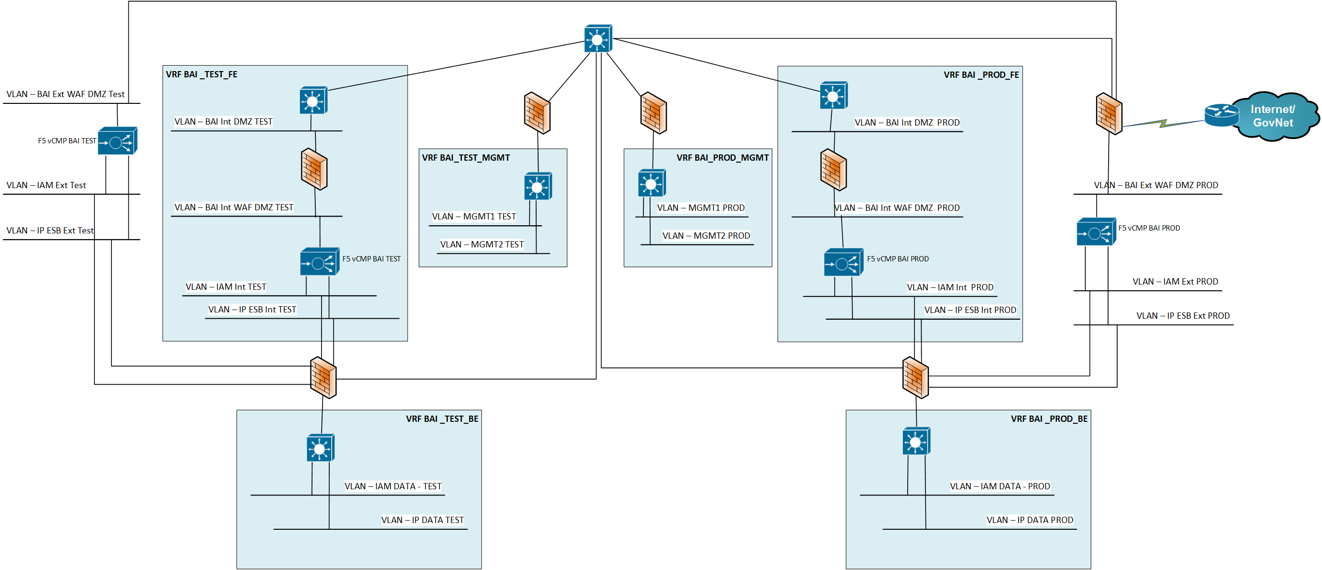 VRF BAI _TEST_FE
VLAN – BAI Int DMZ TEST
VLAN – BAI Int WAF DMZ TEST
F5 vCMP BAI TEST
VLAN – IAM Int TEST
VLAN – IP ESB Int TEST
VLAN – BAI Ext WAF DMZ Test
F5 vCMP BAI TEST
VLAN – IAM Ext Test
VLAN – IP ESB Ext Test
VRF BAI_TEST_MGMT
VLAN – MGMT1 TEST
VLAN – MGMT2 TEST
VRF BAI_PROD_MGMT
VLAN – MGMT1 PROD
VLAN – MGMT2 PROD
VRF BAI _PROD_FE
VLAN – BAI Int DMZ  PROD
VLAN – BAI Int WAF DMZ  PROD
F5 vCMP BAI PROD
VLAN – IAM Int  PROD
VLAN – IP ESB Int PROD
Internet/
GovNet
VLAN – BAI Ext WAF DMZ PROD
F5 vCMP BAI PROD
VLAN – IAM Ext PROD
VLAN – IP ESB Ext PROD
VRF BAI _TEST_BE
VLAN – IAM DATA - TEST
VLAN – IP DATA TEST
VRF BAI _PROD_BE
VLAN – IAM DATA - PROD
VLAN – IP DATA PROD